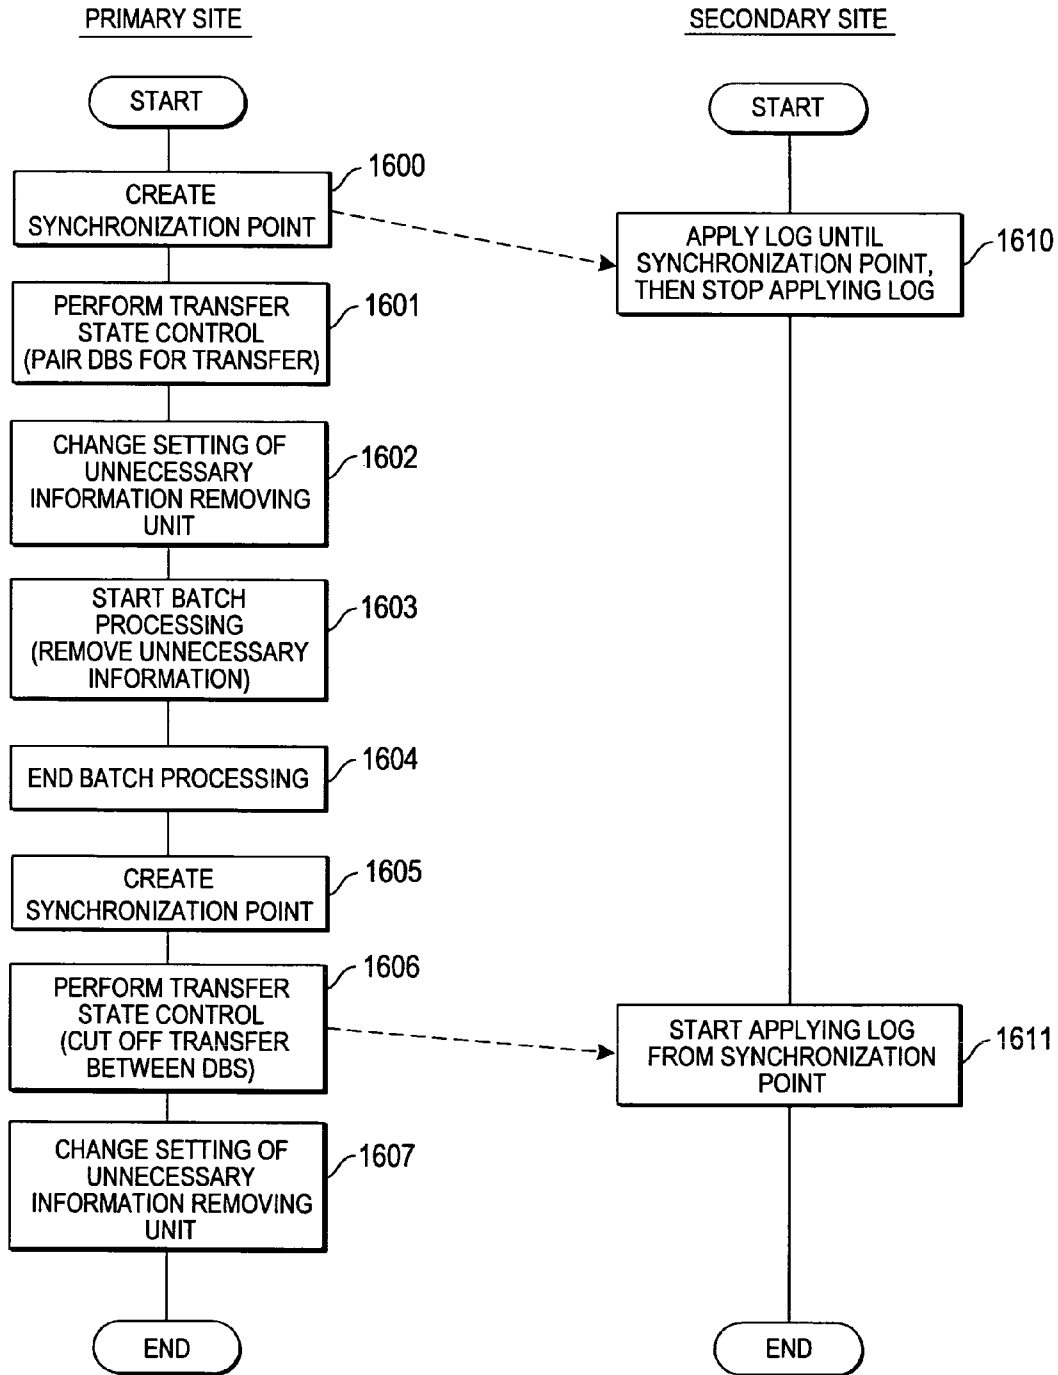 PRIMARY SITE
START
1600
CREATE
SYNCHRONIZATION POINT
1601
PERFORM TRANSFER
STATE CONTROL
(PAIR DBS FOR TRANSFER)
1602
CHANGE SETTING OF
UNNECESSARY
INFORMATION REMOVING
UNIT
1603
START BATCH
PROCESSING
(REMOVE UNNECESSARY
INFORMATION)
1604
END BATCH PROCESSING
1605
CREATE
SYNCHRONIZATION POINT
1606
PERFORM TRANSFER
STATE CONTROL
(CUT OFF TRANSFER
BETWEEN DBS)
1607
CHANGE SETTING OF
UNNECESSARY
INFORMATION REMOVING
UNIT
END
SECONDARY SITE
START
1610
APPLY LOG UNTIL
SYNCHRONIZATION POINT,
THEN STOP APPLYING LOG
1611
START APPLYING LOG
FROM SYNCHRONIZATION
POINT
END